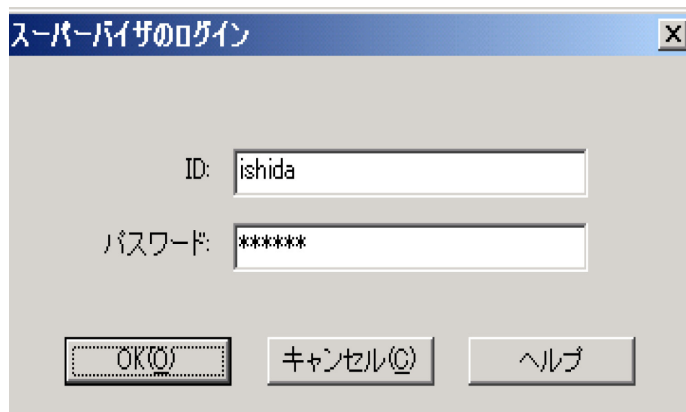 スーパーバイザのログイン
ID: ishida
パスワード: ******
OK(O) キャンセル(C) ヘルプ